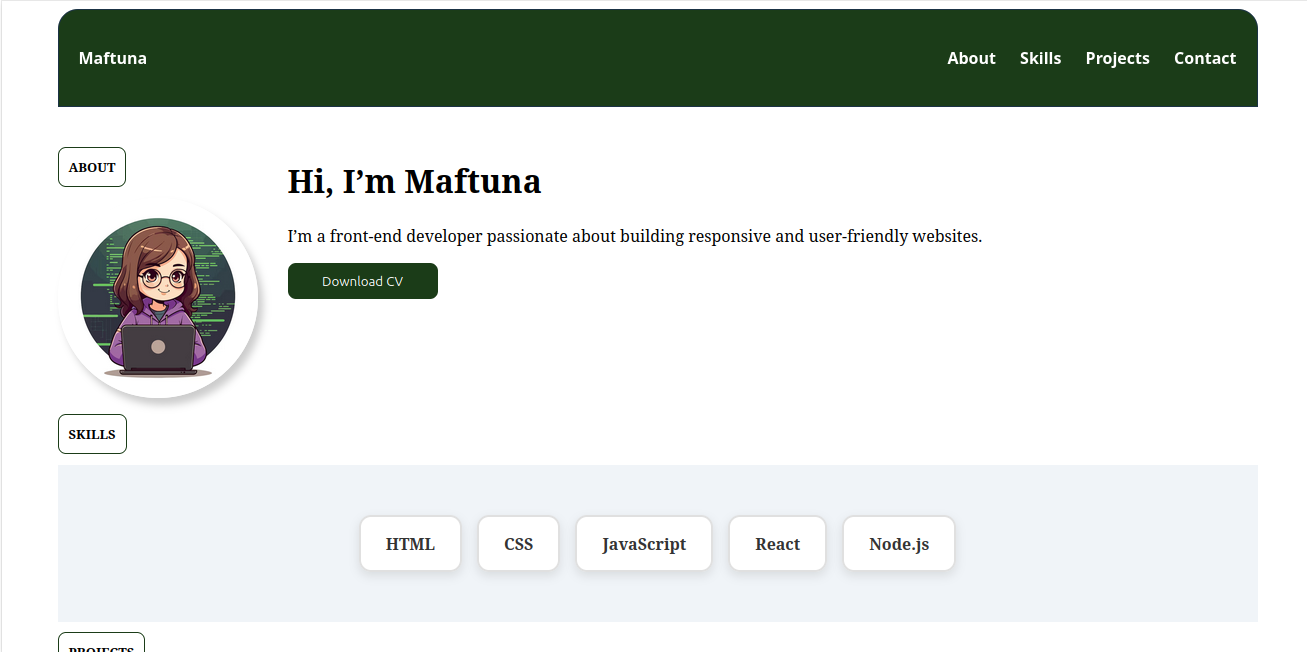 Maftuna
About Skills Projects Contact
ABOUT
Hi, I’m Maftuna
I’m a front-end developer passionate about building responsive and user-friendly websites.
Download CV
SKILLS
HTML CSS JavaScript React Node.js
PROJECTS